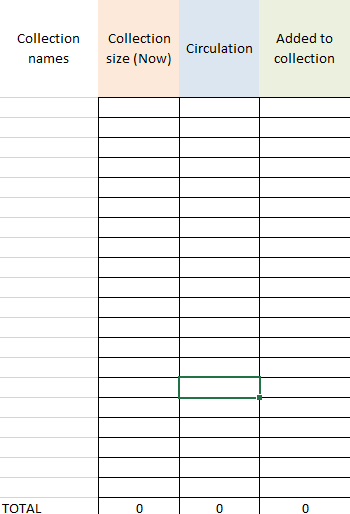 Collection names
Collection size (Now)
Circulation
Added to collection
TOTAL 0 0 0